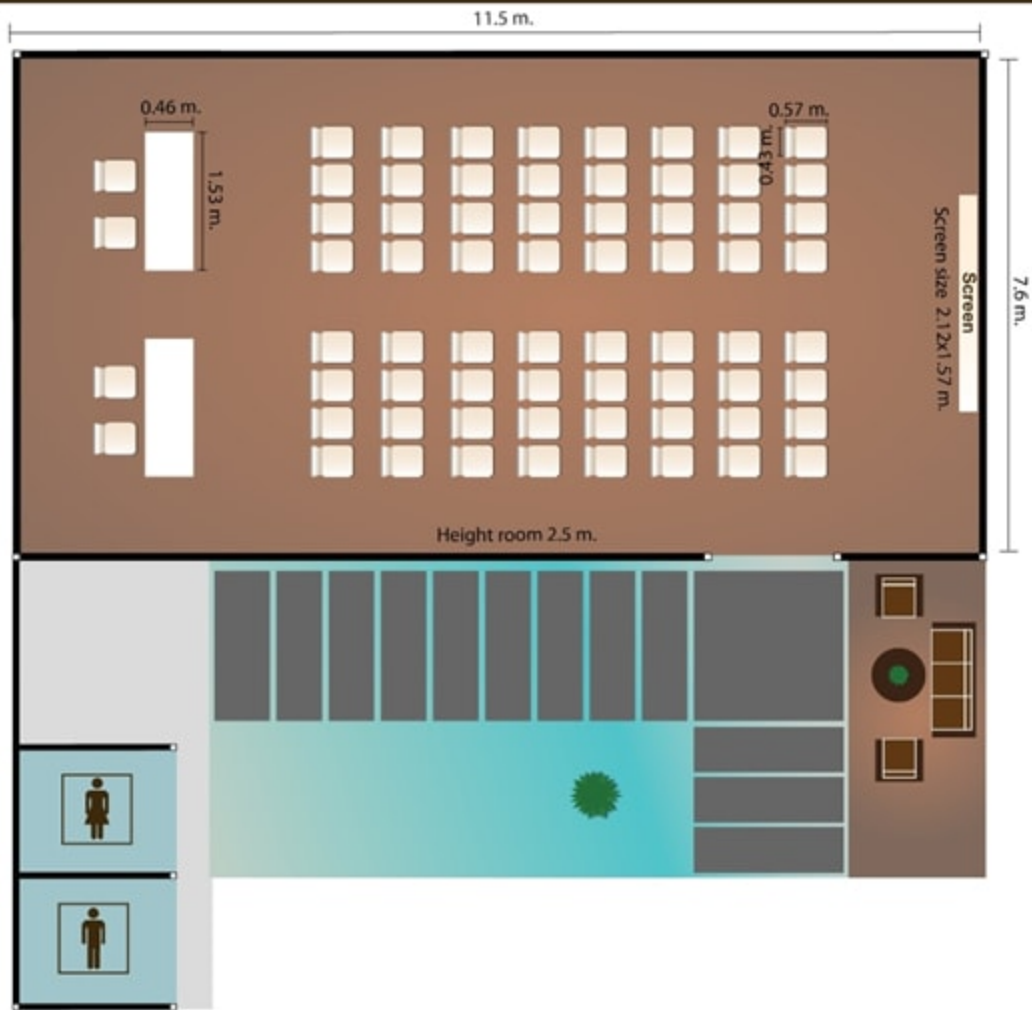 11.5 m.
0.46 m.
0.57 m.
0.43 m.
1.53 m.
Screen
Screen size 2.12x1.57 m.
7.6 m.
Height room 2.5 m.